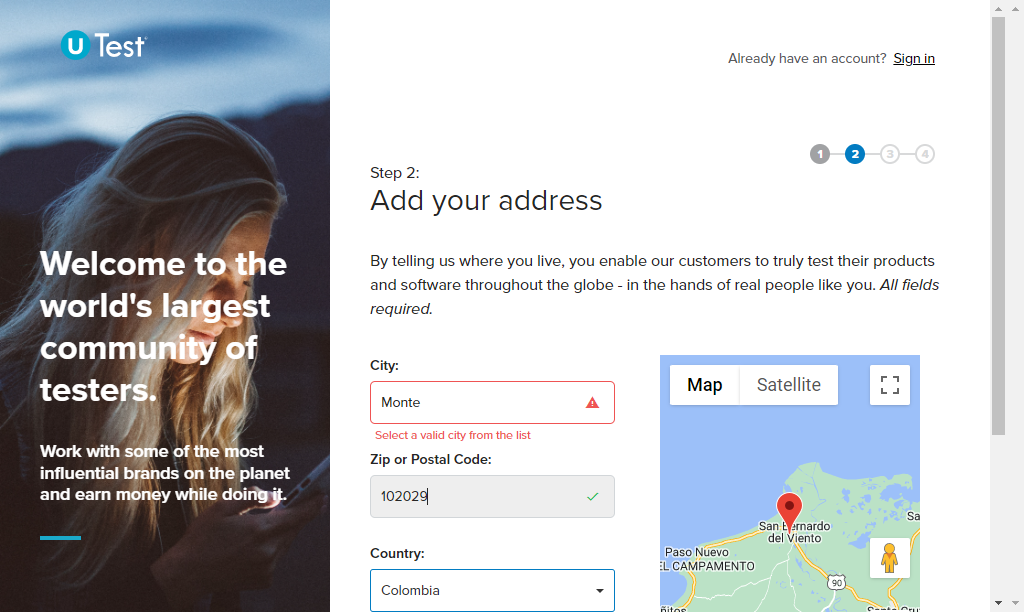 U Test
Already have an account? Sign in
1 2 3 4
Step 2:
Add your address
Welcome to the
world's largest
community of
testers.
Work with some of the most
influential brands on the planet
and earn money while doing it.
By telling us where you live, you enable our customers to truly test their products
and software throughout the globe - in the hands of real people like you. All fields
required.
City:
Monte
Select a valid city from the list
Zip or Postal Code:
102029
Country:
Colombia
Map Satellite
San Bernardo
del Viento
Paso Nuevo
EL CAMPAMENTO
90